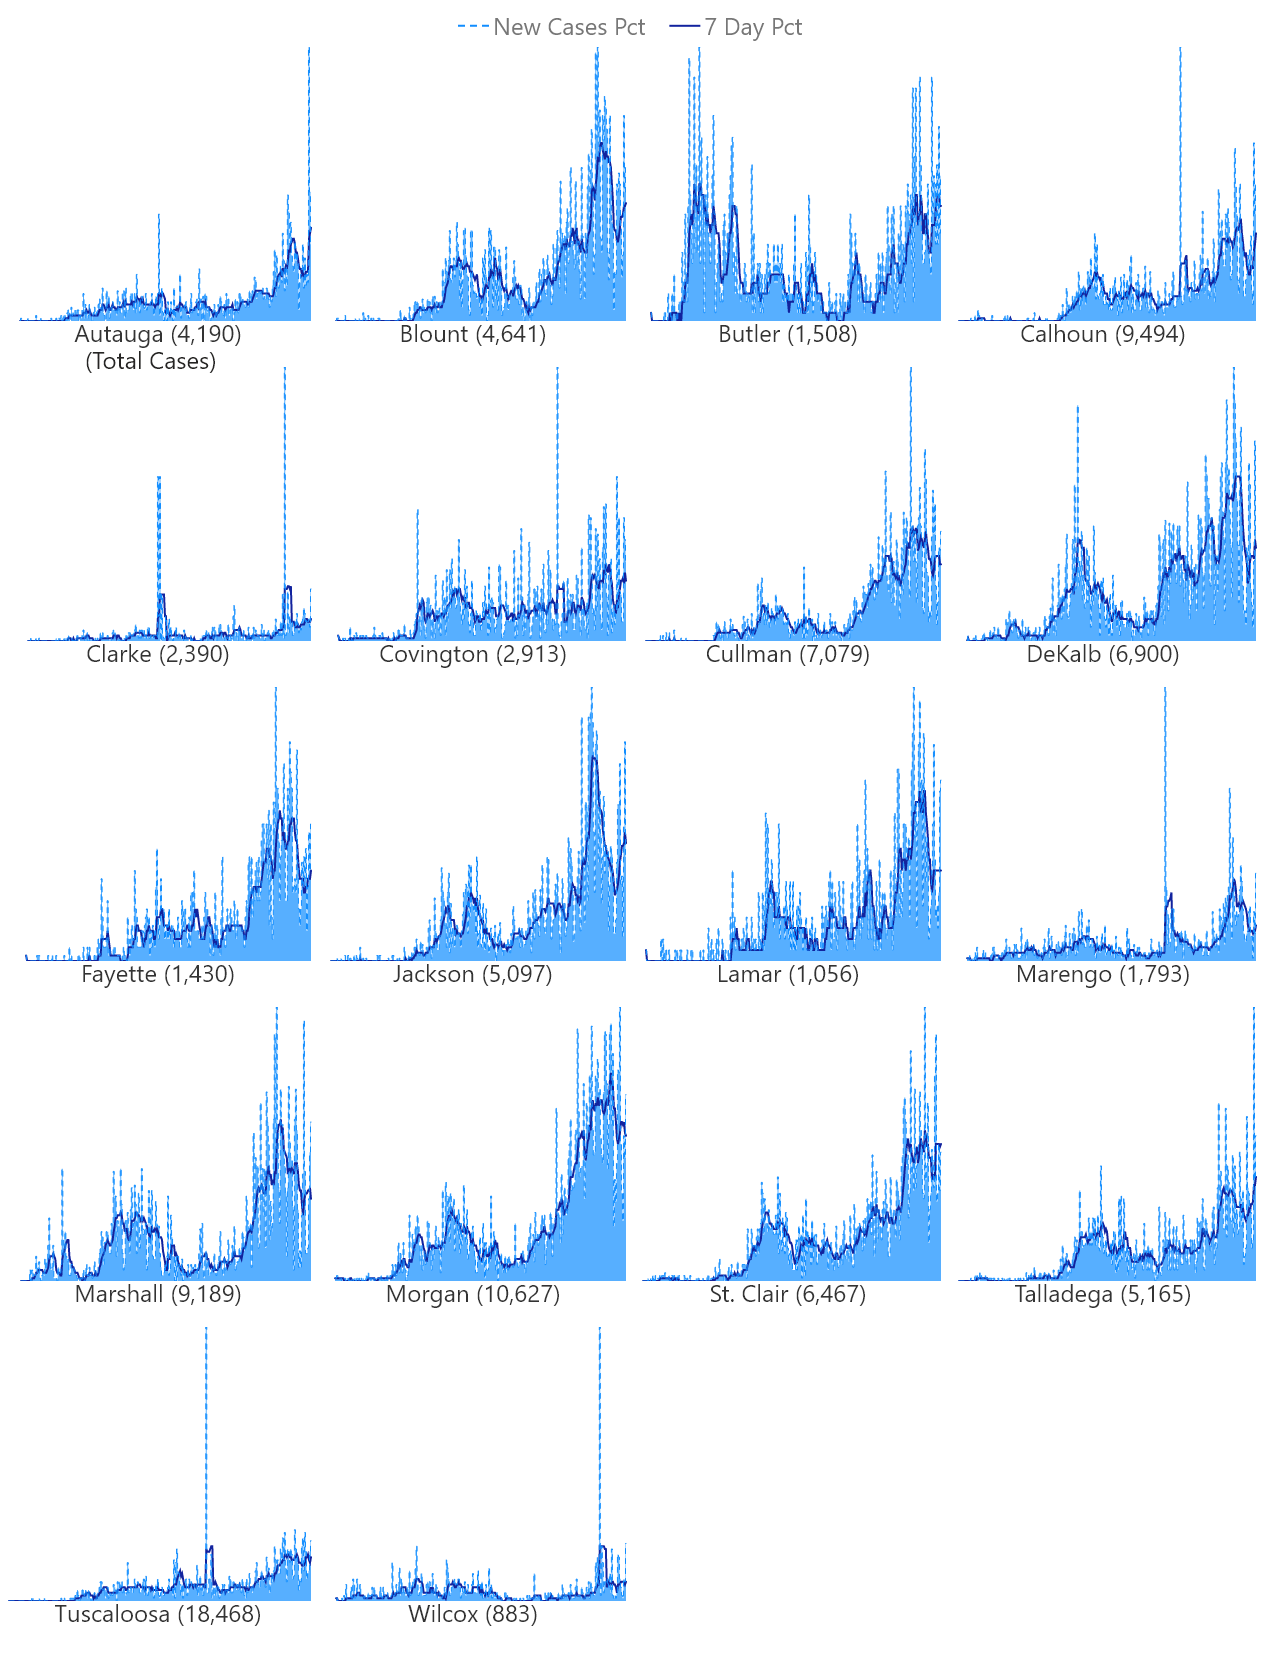 New Cases Pct 7 Day Pct
Autauga (4,190) Blount (4,641) Butler (1,508) Calhoun (9,494)
(Total Cases)
Clarke (2,390) Covington (2,913) Cullman (7,079) DeKalb (6,900)
Fayette (1,430) Jackson (5,097) Lamar (1,056) Marengo (1,793)
Marshall (9,189) Morgan (10,627) St. Clair (6,467) Talladega (5,165)
Tuscaloosa (18,468) Wilcox (883)